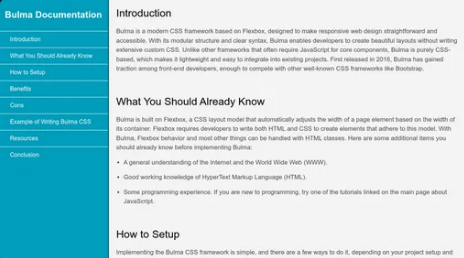 Bulma Documentation
Introduction
What You Should Already Know
How to Setup
Benefits
Cons
Example of Writing Bulma CSS
Resources
Conclusion
Introduction
Bulma is a modern CSS framework based on Flexbox, designed to make responsive web design straightforward and
accessible. With its modular structure and clear syntax, Bulma enables developers to create beautiful layouts without writing
extensive custom CSS. Unlike other frameworks that often require JavaScript for core components, Bulma is purely CSS-
based, which makes it lightweight and easy to integrate into existing projects. First released in 2016, Bulma has gained
traction among front-end developers, enough to compete with other well-known CSS frameworks like Bootstrap.
What You Should Already Know
Bulma is built on Flexbox, a CSS layout model that automatically adjusts the width of a page element based on the width of
its container. Flexbox requires developers to write both HTML and CSS to create elements that adhere to this model. With
Bulma, Flexbox behavior and most other things can be handled with HTML classes. Here are some additional items you
should already know before implementing Bulma:
• A general understanding of the Internet and the World Wide Web (WWW).
• Good working knowledge of HyperText Markup Language (HTML).
• Some programming experience. If you are new to programming, try one of the tutorials linked on the main page about
JavaScript.
How to Setup
Implementing the Bulma CSS framework is simple, and there are a few ways to do it, depending on your project setup and